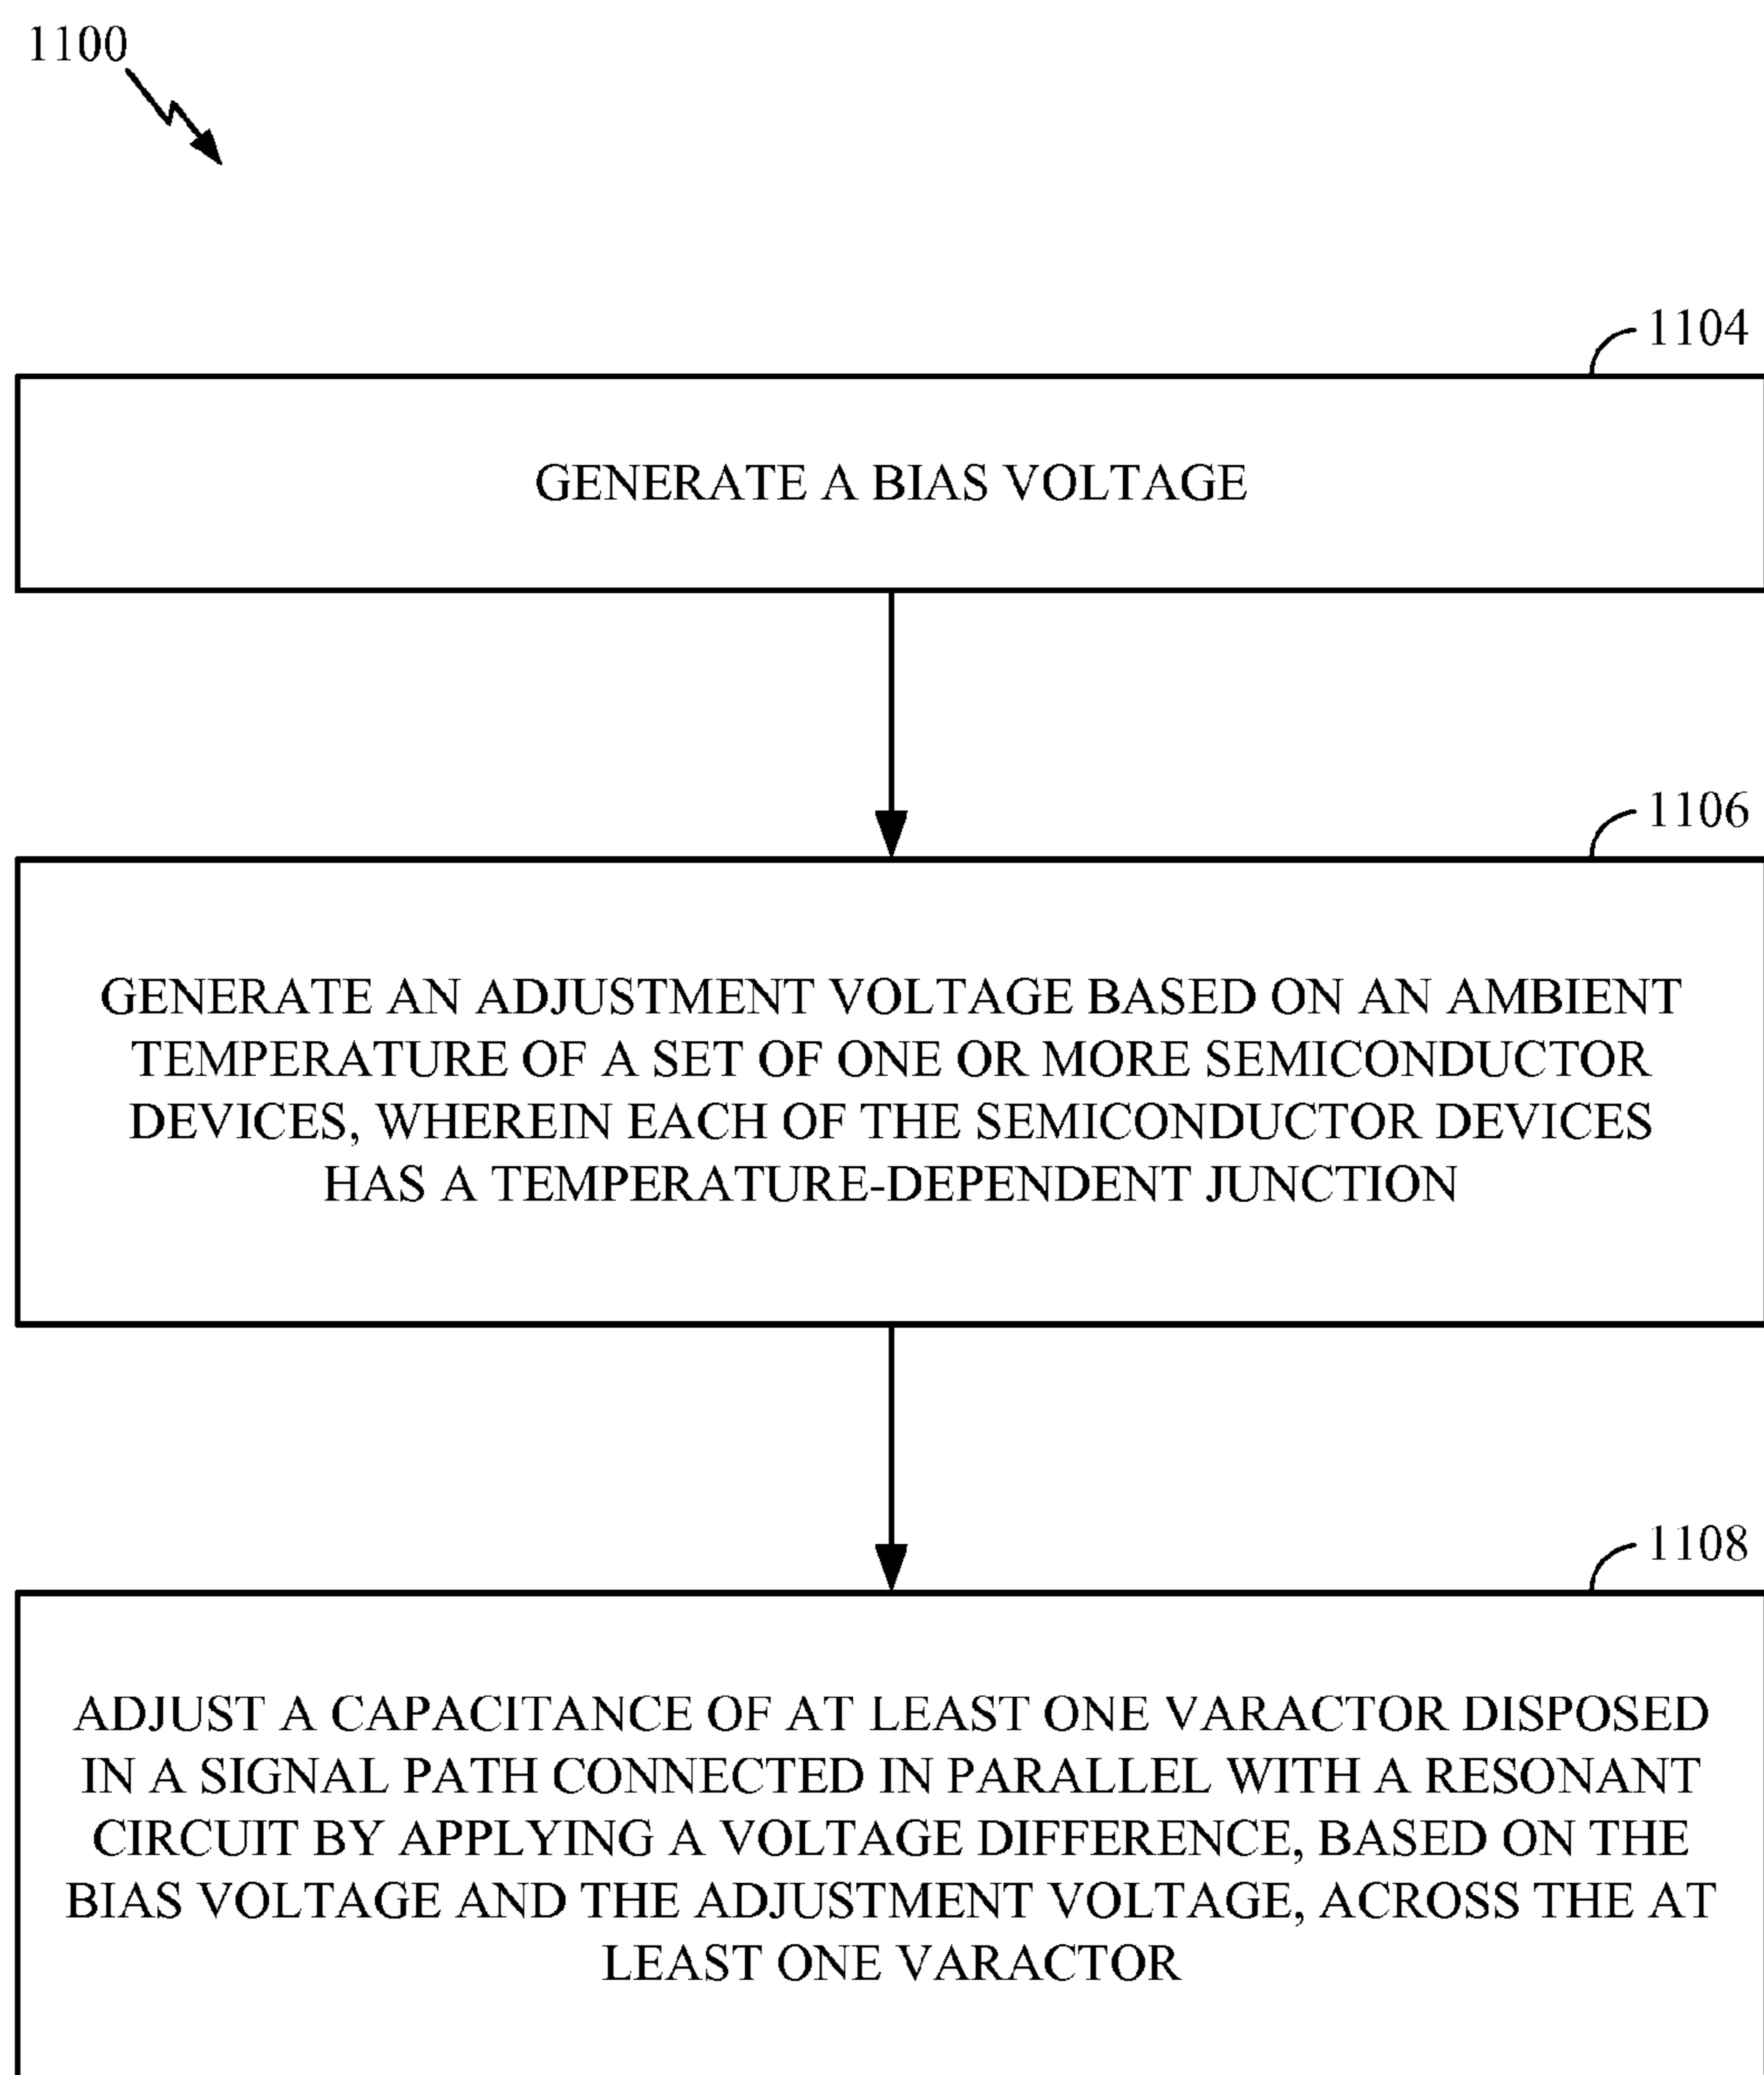 1100
1104
GENERATE A BIAS VOLTAGE
1106
GENERATE AN ADJUSTMENT VOLTAGE BASED ON AN AMBIENT
TEMPERATURE OF A SET OF ONE OR MORE SEMICONDUCTOR
DEVICES, WHEREIN EACH OF THE SEMICONDUCTOR DEVICES
HAS A TEMPERATURE-DEPENDENT JUNCTION
1108
ADJUST A CAPACITANCE OF AT LEAST ONE VARACTOR DISPOSED
IN A SIGNAL PATH CONNECTED IN PARALLEL WITH A RESONANT
CIRCUIT BY APPLYING A VOLTAGE DIFFERENCE, BASED ON THE
BIAS VOLTAGE AND THE ADJUSTMENT VOLTAGE, ACROSS THE AT
LEAST ONE VARACTOR